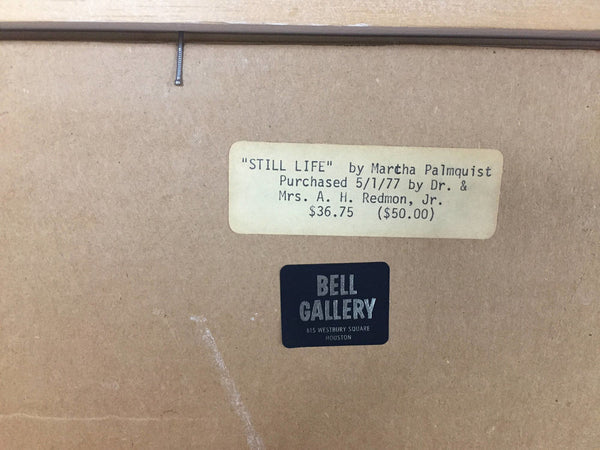 "STILL LIFE" by Martha Palmquist
Purchased 5/1/77 by Dr. &
Mrs. A. H. Redmon, Jr.
$36.75 ($50.00)
BELL
GALLERY
615 WESTBURY SQUARE
HOUSTON